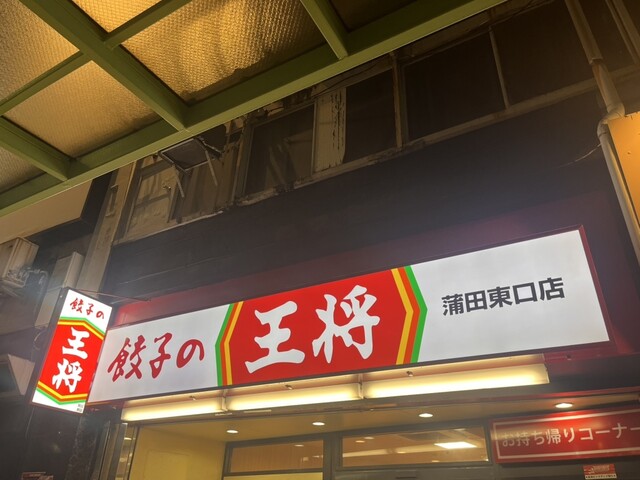 餃子の
王将
餃子の王将 蒲田東口店
お持ち帰りコーナー